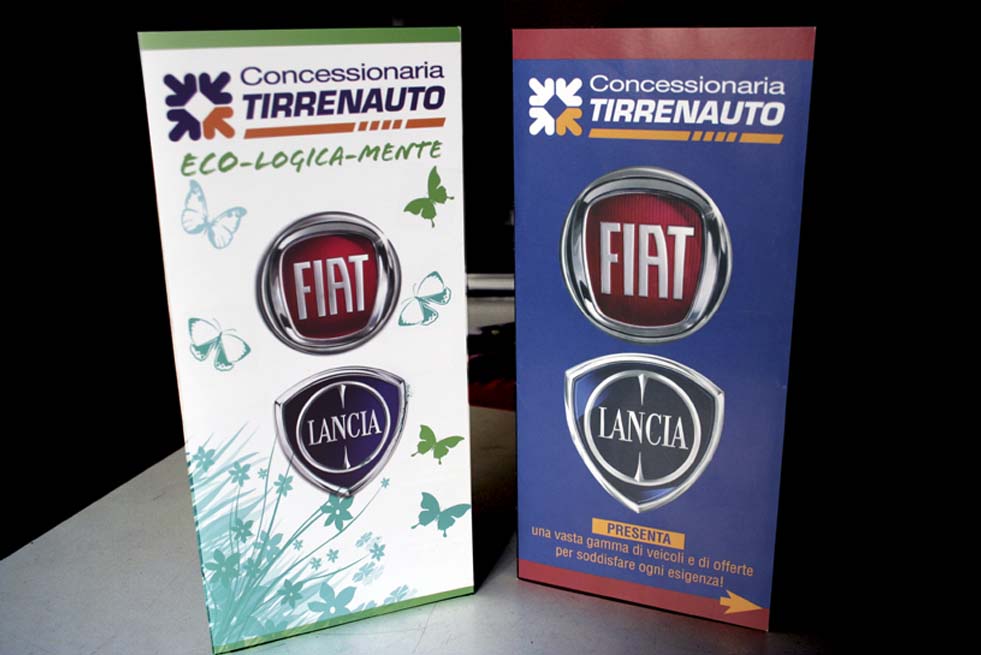 Concessionaria
TIRRENAUTO
ECO-LOGICA-MENTE
FIAT
LANCIA
Concessionaria
TIRRENAUTO
FIAT
LANCIA
PRESENTA
una vasta gamma di veicoli e di offerte
per soddisfare ogni esigenza!